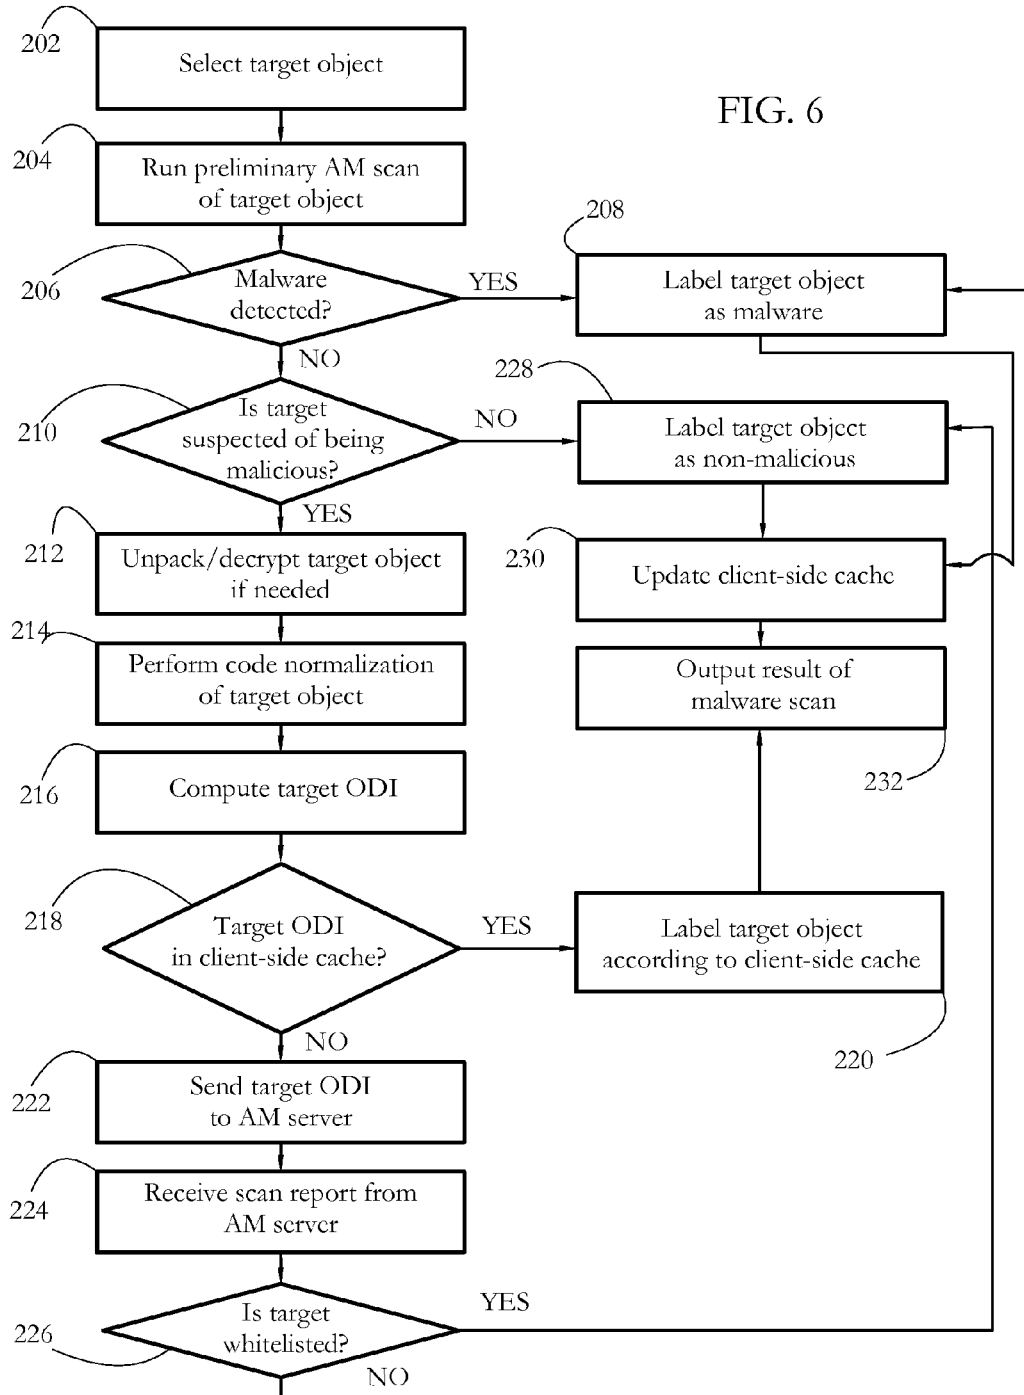 202
Select target object
FIG. 6
204
Run preliminary AM scan
of target object
208
206
Malware
detected?
YES
Label target object
as malware
NO
228
210
Is target
suspected of being
malicious?
NO
Label target object
as non-malicious
YES
212
Unpack/decrypt target object
if needed
230
Update client-side cache
214
Perform code normalization
of target object
Output result of
malware scan
216
Compute target ODI
232
218
Target ODI
in client-side cache?
YES
Label target object
according to client-side cache
NO
220
222
Send target ODI
to AM server
224
Receive scan report from
AM server
226
Is target
whitelisted?
YES
NO